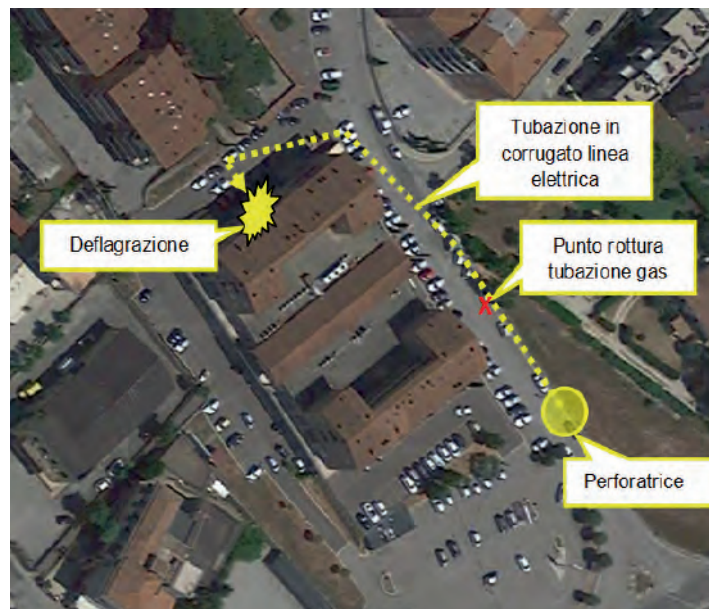 Tubazione in
corrugato linea
elettrica
Deflagrazione
Punto rottura
tubazione gas
X
Perforatrice